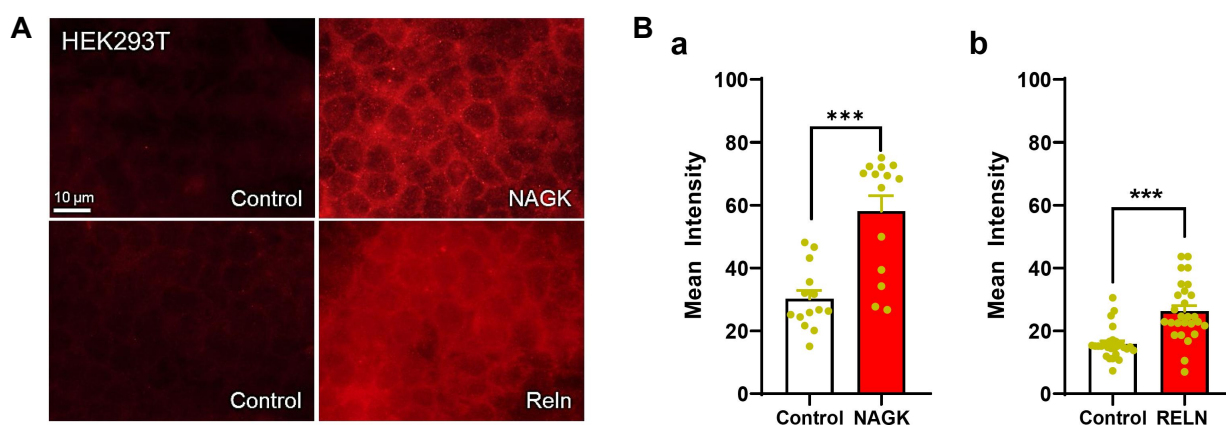 A
HEK293T
Control
10 µm
NAGK
Control
Reln
B
a
Mean Intensity
100
80
60
40
20
0
***
Control NAGK
b
Mean Intensity
100
80
60
40
20
0
***
Control RELN